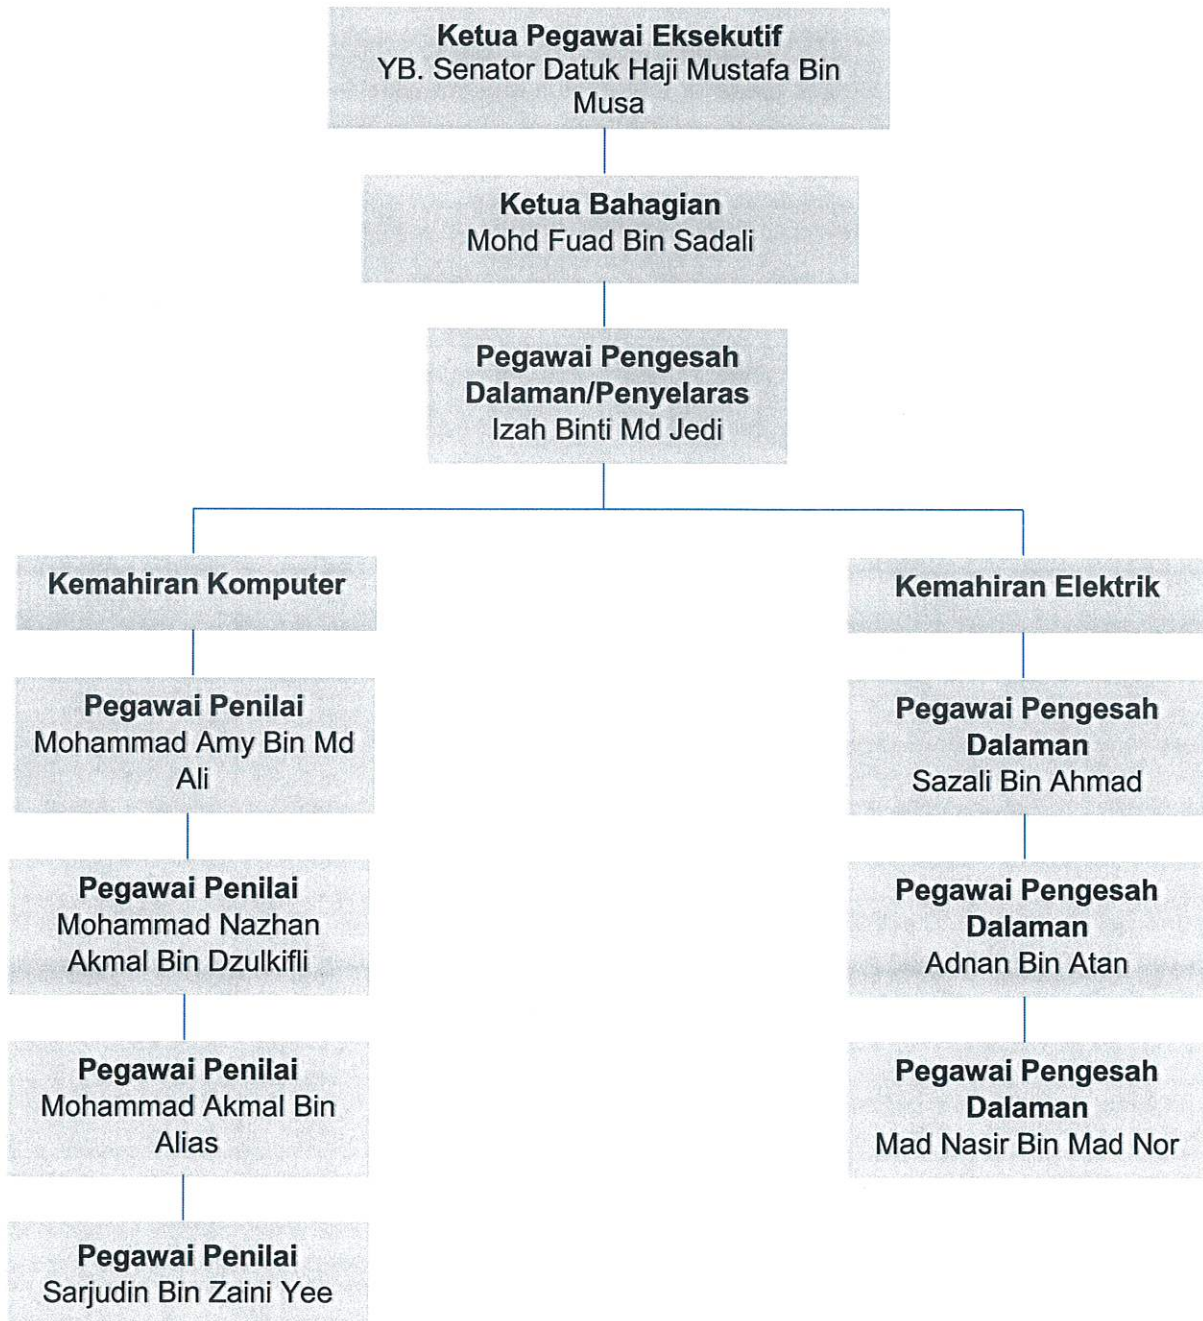 Ketua Pegawai Eksekutif
YB. Senator Datuk Haji Mustafa Bin
Musa
Ketua Bahagian
Mohd Fuad Bin Sadali
Pegawai Pengesah
Dalaman/Penyelaras
Izah Binti Md Jedi
Kemahiran Komputer
Pegawai Penilai
Mohammad Amy Bin Md
Ali
Pegawai Penilai
Mohammad Nazhan
Akmal Bin Dzulkifli
Pegawai Penilai
Mohammad Akmal Bin
Alias
Pegawai Penilai
Sarjudin Bin Zaini Yee
Kemahiran Elektrik
Pegawai Pengesah
Dalaman
Sazali Bin Ahmad
Pegawai Pengesah
Dalaman
Adnan Bin Atan
Pegawai Pengesah
Dalaman
Mad Nasir Bin Mad Nor